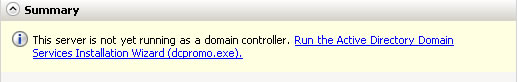 Summary
This server is not yet running as a domain controller. Run the Active Directory Domain
Services Installation Wizard (dcpromo.exe).